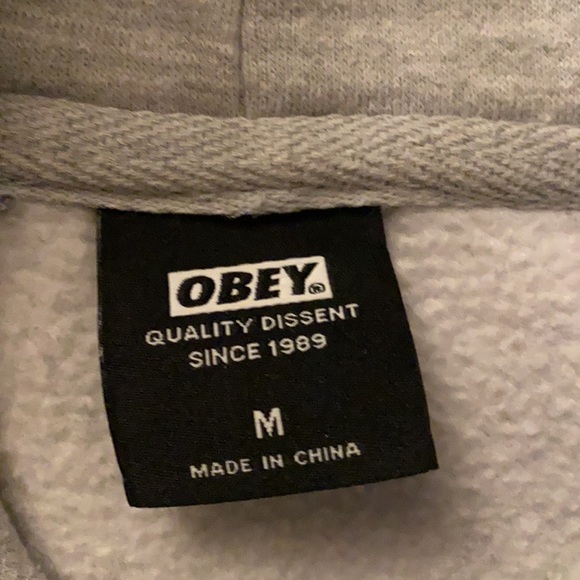 OBEY®
QUALITY DISSENT
SINCE 1989
M
MADE IN CHINA